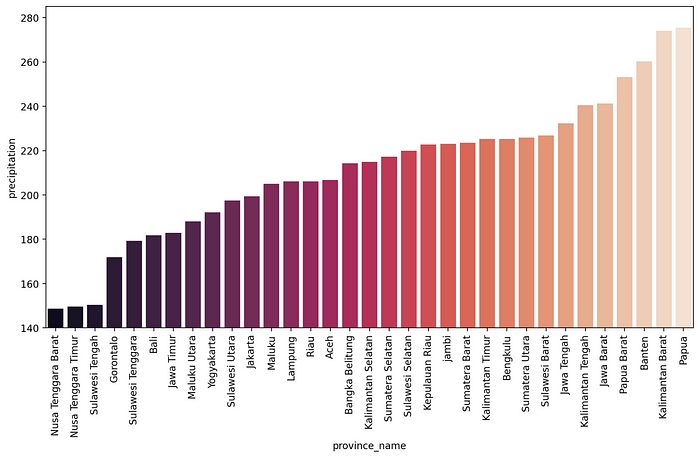 280
260
240
220
200
180
160
140
precipitation
Nusa Tenggara Barat
Nusa Tenggara Timur
Sulawesi Tengah
Gorontalo
Sulawesi Tenggara
Bali
Jawa Timur
Maluku Utara
Yogyakarta
Sulawesi Utara
Jakarta
Maluku
Lampung
Riau
Aceh
Bangka Belitung
Kalimantan Selatan
Sumatera Selatan
Sulawesi Selatan
Kepulauan Riau
jambi
Sumatera Barat
Kalimantan Timur
Bengkulu
Sumatera Utara
Sulawesi Barat
Jawa Tengah
Kalimantan Tengah
Jawa Barat
Papua Barat
Banten
Kalimantan Barat
Papua
province_name